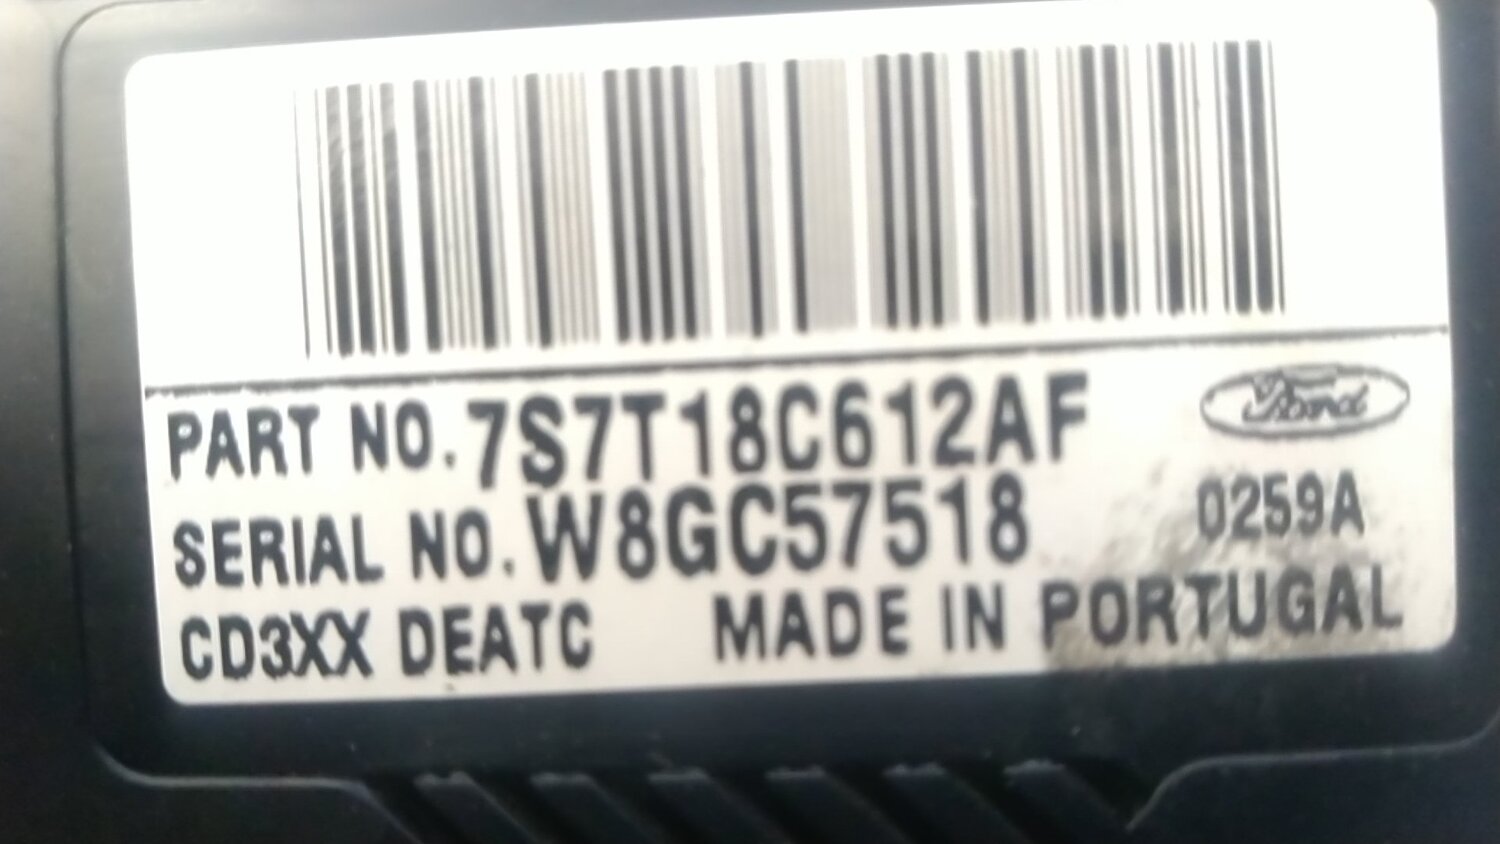 PART NO. 7S7T18C612AF
Ford
SERIAL NO. W8GC57518
0259A
CD3XX DEATC MADE IN PORTUGAL